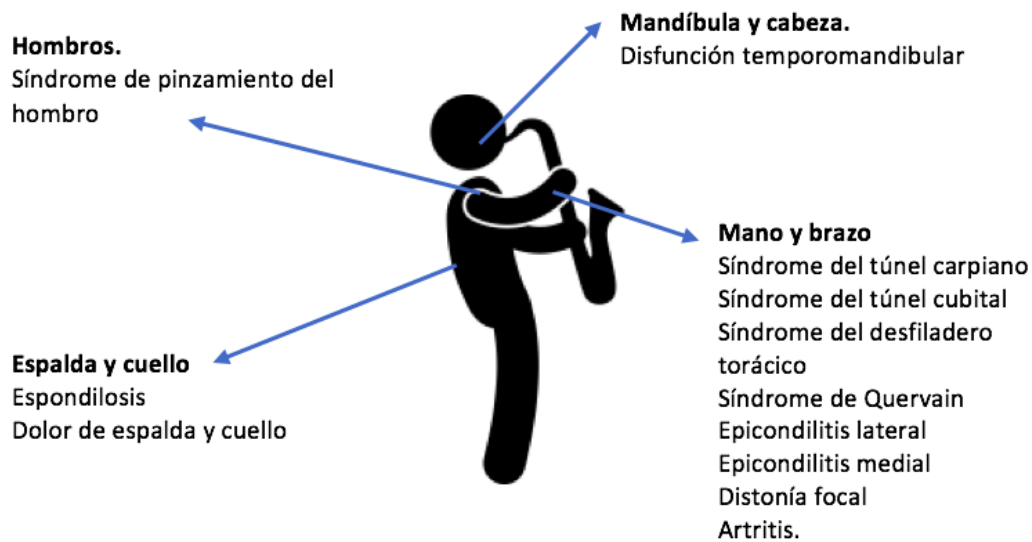 Hombros.
Síndrome de pinzamiento del
hombro
Mandíbula y cabeza.
Disfunción temporomandibular
Espalda y cuello
Espondilosis
Dolor de espalda y cuello
Mano y brazo
Síndrome del túnel carpiano
Síndrome del túnel cubital
Síndrome del desfiladero
torácico
Síndrome de Quervain
Epicondilitis lateral
Epicondilitis medial
Distonía focal
Artritis.